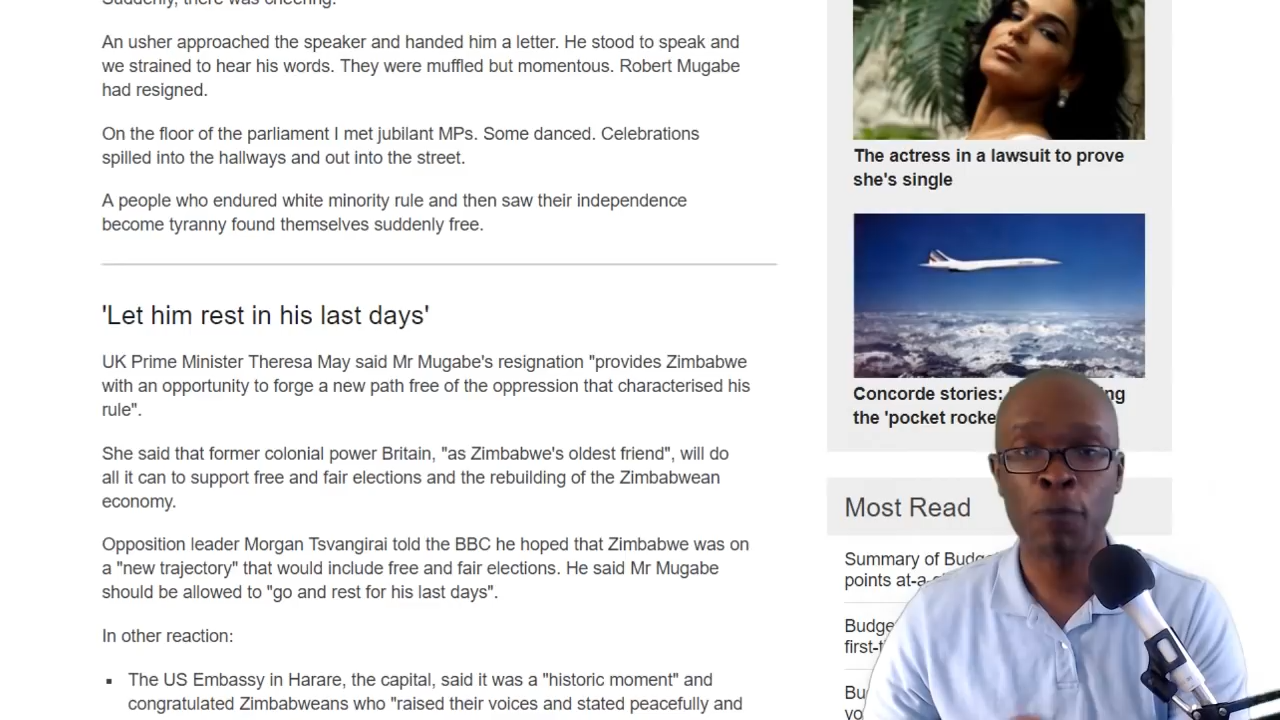 Suddenly, there was cheering.
An usher approached the speaker and handed him a letter. He stood to speak and
we strained to hear his words. They were muffled but momentous. Robert Mugabe
had resigned.
On the floor of the parliament I met jubilant MPs. Some danced. Celebrations
spilled into the hallways and out into the street.
A people who endured white minority rule and then saw their independence
become tyranny found themselves suddenly free.
'Let him rest in his last days'
UK Prime Minister Theresa May said Mr Mugabe's resignation "provides Zimbabwe
with an opportunity to forge a new path free of the oppression that characterised his
rule".
She said that former colonial power Britain, "as Zimbabwe's oldest friend", will do
all it can to support free and fair elections and the rebuilding of the Zimbabwean
economy.
Opposition leader Morgan Tsvangirai told the BBC he hoped that Zimbabwe was on
a "new trajectory" that would include free and fair elections. He said Mr Mugabe
should be allowed to "go and rest for his last days".
In other reaction:
▪ The US Embassy in Harare, the capital, said it was a "historic moment" and
congratulated Zimbabweans who "raised their voices and stated peacefully and
The actress in a lawsuit to prove
she's single
Concorde stories:
the 'pocket
Most Read
Summary of
points